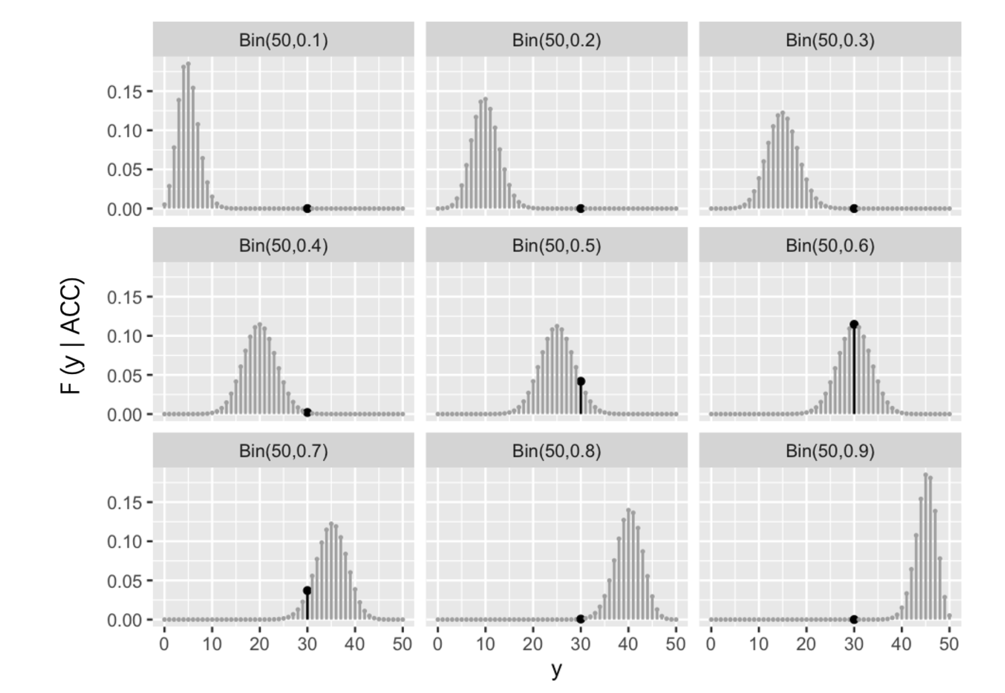 Bin(50,0.1) Bin(50,0.2) Bin(50,0.3)
0.15
0.10
0.05
0.00
Bin(50,0.4) Bin(50,0.5) Bin(50,0.6)
0.15
0.10
0.05
0.00
Bin(50,0.7) Bin(50,0.8) Bin(50,0.9)
0.15
0.10
0.05
0.00
0 10 20 30 40 50 0 10 20 30 40 50 0 10 20 30 40 50
y
F (y | ACC)